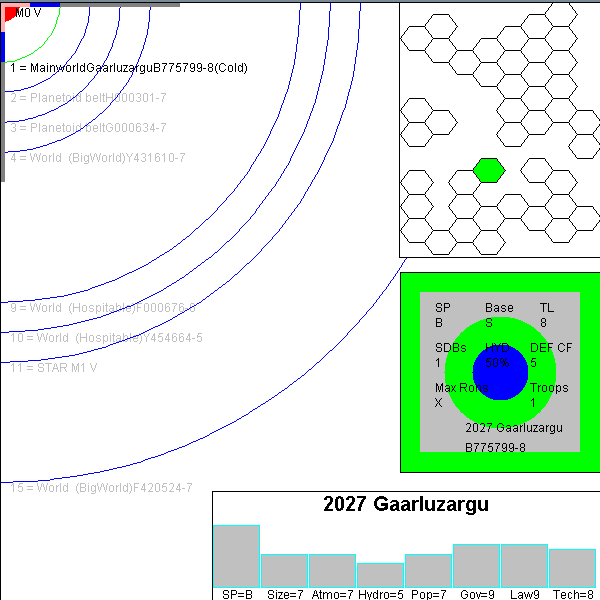 M0 V
1 = MainworldGaarluzarguB775799-8(Cold)
2 = Planetoid beltH000301-7
3 = Planetoid beltG000634-7
4 = World  (BigWorld)Y431610-7
9 = World  (Hospitable)F000676-6
10 = World  (Hospitable)Y454664-5
11 = STAR M1 V
15 = World  (BigWorld)F420524-7
SP Base TL
B S 8
SDBs HYD DEF CF
1 50% 5
Max Troops
X 1
2027 Gaarluzargu
B775799-8
2027 Gaarluzargu
SP=B Size=7 Atmo=7 Hydro=5 Pop=7 Gov=9 Law9 Tech=8